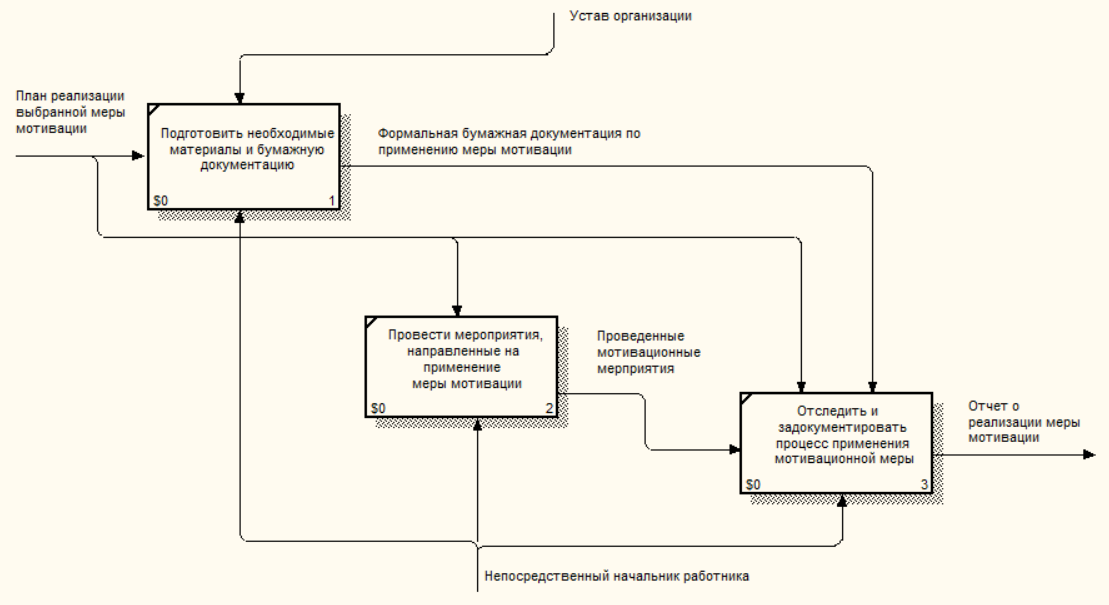 Устав организации
План реализации
выбранной меры
мотивации
Подготовить необходимые
материалы и бумажную
документацию
$0
1
Формальная бумажная документация по
применению меры мотивации
Провести мероприятия,
направленные на
применение
меры мотивации
$0
2
Проведенные
мотивационные
мерприятия
Отследить и
задокументировать
процесс применения
мотивационной меры
$0
3
Отчет о
реализации меры
мотивации
Непосредственный начальник работника